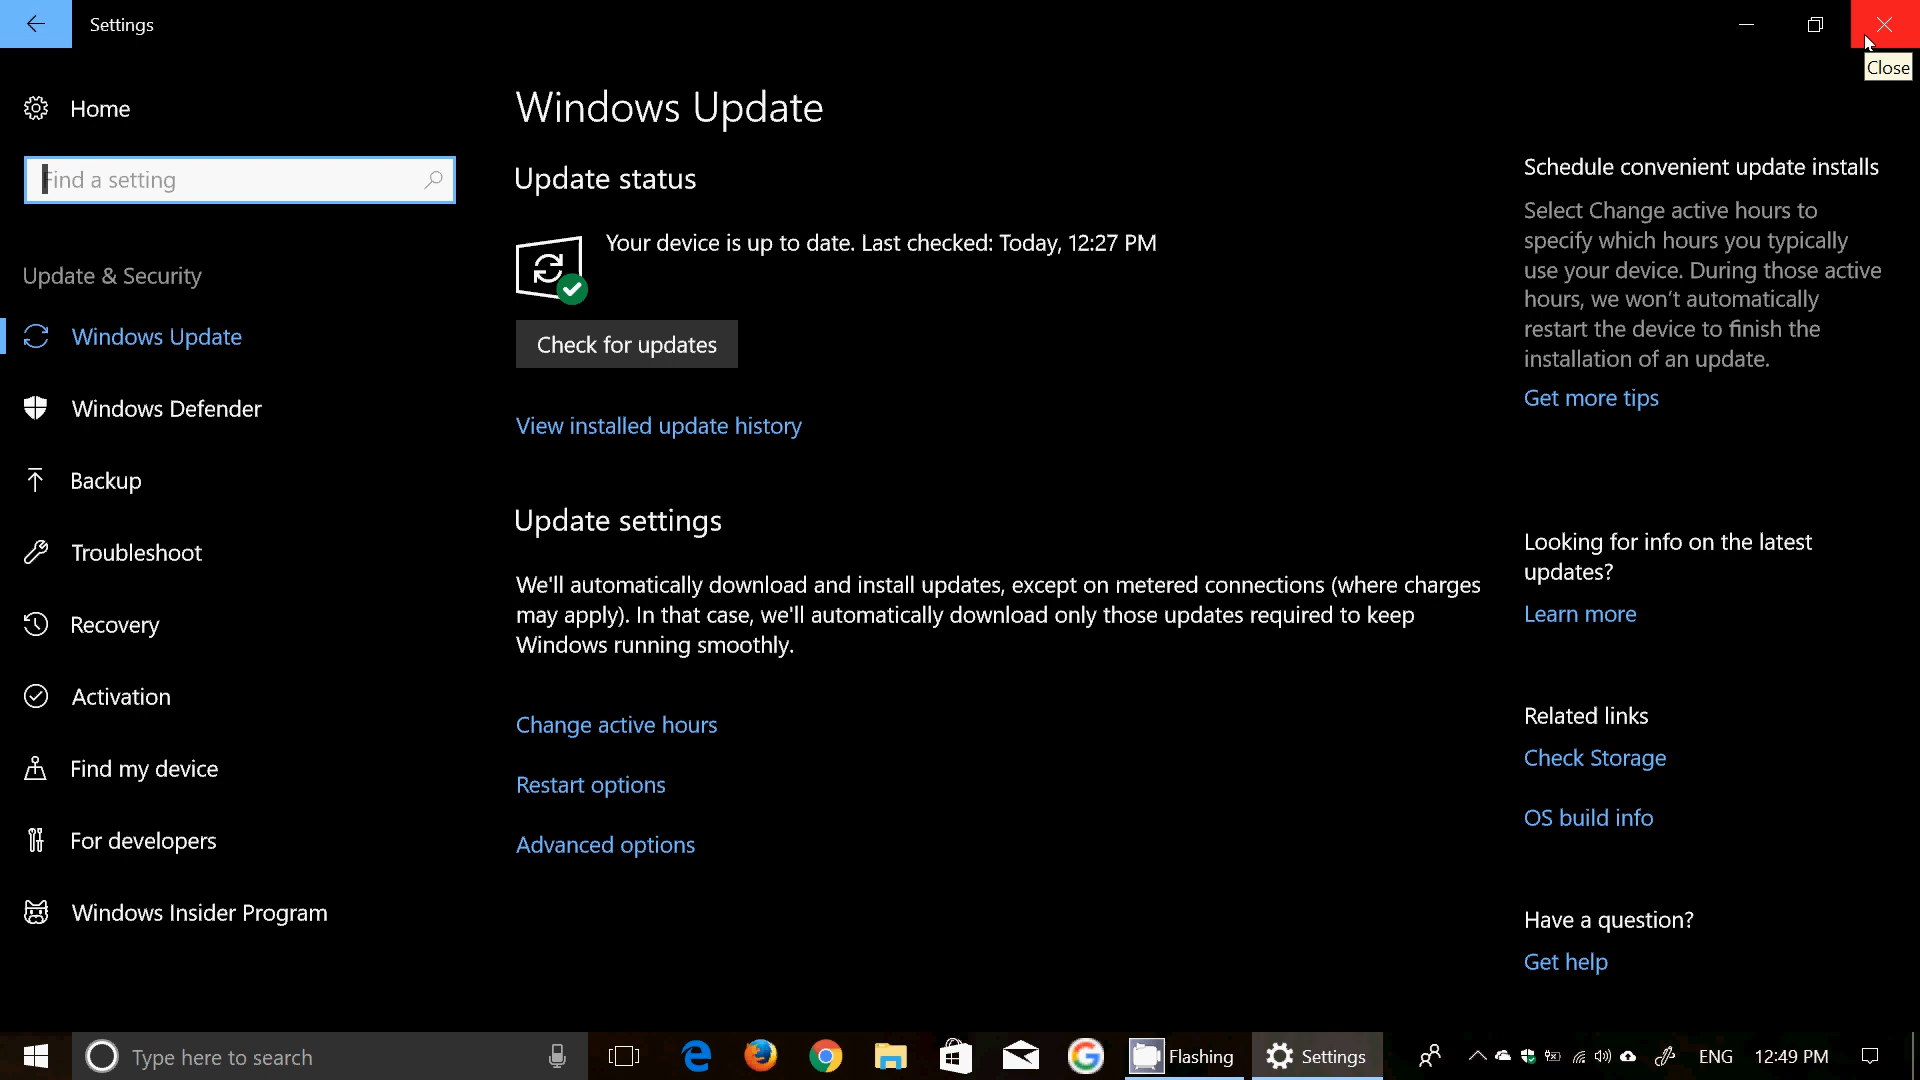 Settings
Close
Home
Find a setting
Update & Security
Windows Update
Windows Defender
Backup
Troubleshoot
Recovery
Activation
Find my device
For developers
Windows Insider Program
Windows Update
Update status
Your device is up to date. Last checked: Today, 12:27 PM
Check for updates
View installed update history
Update settings
We'll automatically download and install updates, except on metered connections (where charges
may apply). In that case, we'll automatically download only those updates required to keep
Windows running smoothly.
Change active hours
Restart options
Advanced options
Schedule convenient update installs
Select Change active hours to
specify which hours you typically
use your device. During those active
hours, we won't automatically
restart the device to finish the
installation of an update.
Get more tips
Looking for info on the latest
updates?
Learn more
Related links
Check Storage
OS build info
Have a question?
Get help
Type here to search
Flashing
Settings
ENG
12:49 PM